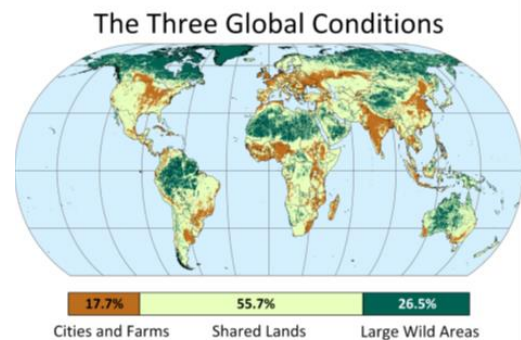 The Three Global Conditions
17.7% 55.7% 26.5%
Cities and Farms Shared Lands Large Wild Areas